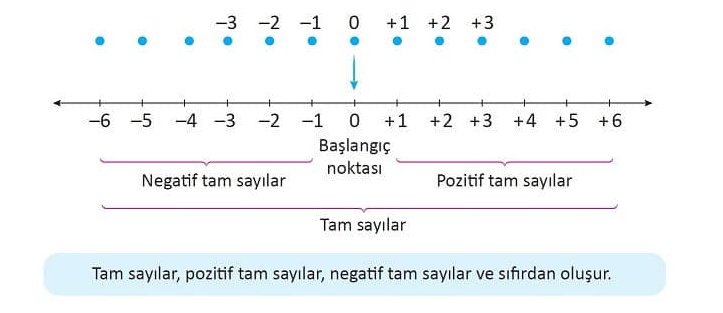 –3 –2 –1 0 +1 +2 +3
–6 –5 –4 –3 –2 –1 0 +1 +2 +3 +4 +5 +6
Başlangıç
noktası
Negatif tam sayılar
Pozitif tam sayılar
Tam sayılar
Tam sayılar, pozitif tam sayılar, negatif tam sayılar ve sıfırdan oluşur.